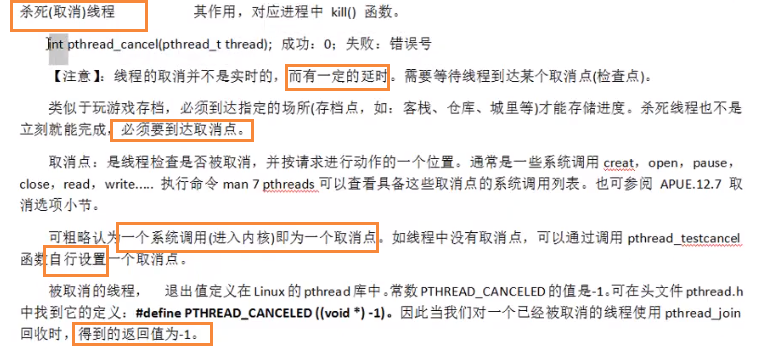 杀死(取消)线程 其作用，对应进程中 kill() 函数。
int pthread_cancel(pthread_t thread); 成功：0；失败：错误号
【注意】：线程的取消并不是实时的，而有一定的延时。需要等待线程到达某个取消点(检查点)。
类似于玩游戏存档，必须到达指定的场所(存档点，如：客栈、仓库、城里等)才能存储进度。杀死线程也不是
立刻就能完成，必须要到达取消点。
取消点：是线程检查是否被取消，并按请求进行动作的一个位置。通常是一些系统调用 creat，open，pause，
close，read，write..... 执行命令 man 7 pthreads 可以查看具备这些取消点的系统调用列表。也可参阅 APUE.12.7 取
消选项小节。
可粗略认为一个系统调用(进入内核)即为一个取消点。如线程中没有取消点，可以通过调用 pthread_testcancel
函数自行设置一个取消点。
被取消的线程， 退出值定义在 Linux 的 pthread 库中。常数 PTHREAD_CANCELED 的值是-1。可在头文件 pthread.h
中找到它的定义：#define PTHREAD_CANCELED ((void *) -1)。因此当我们对一个已经被取消的线程使用 pthread_join
回收时，得到的返回值为-1。